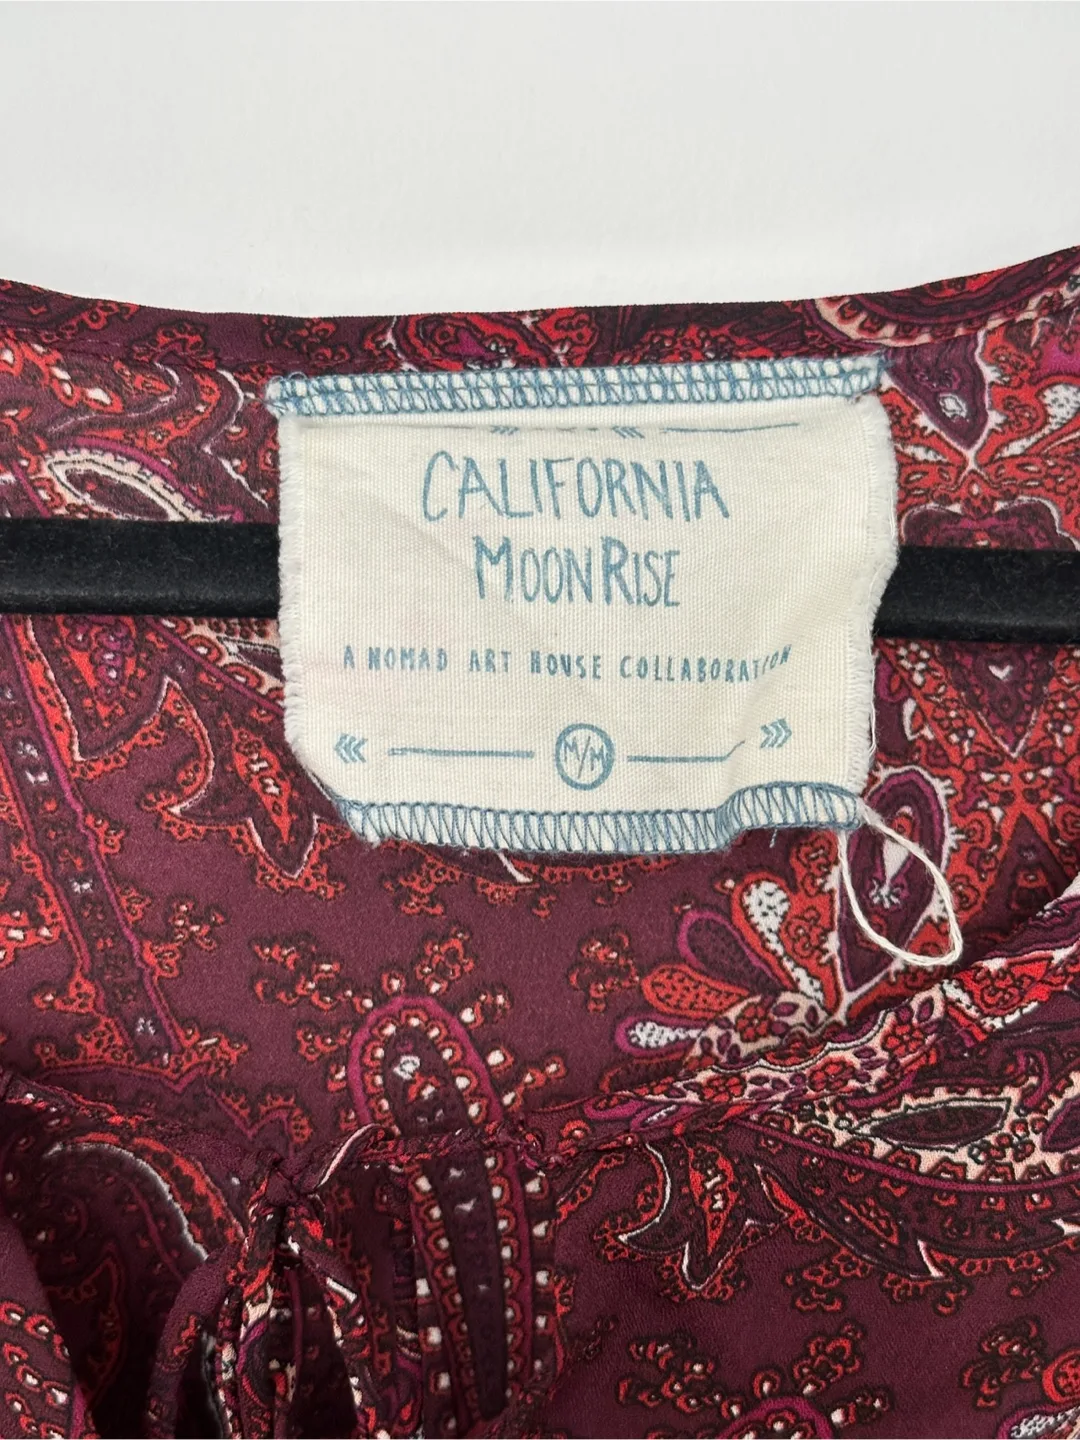 CALIFORNIA
MOONRISE
A NOMAD ART HOUSE COLLABORATION
M/M